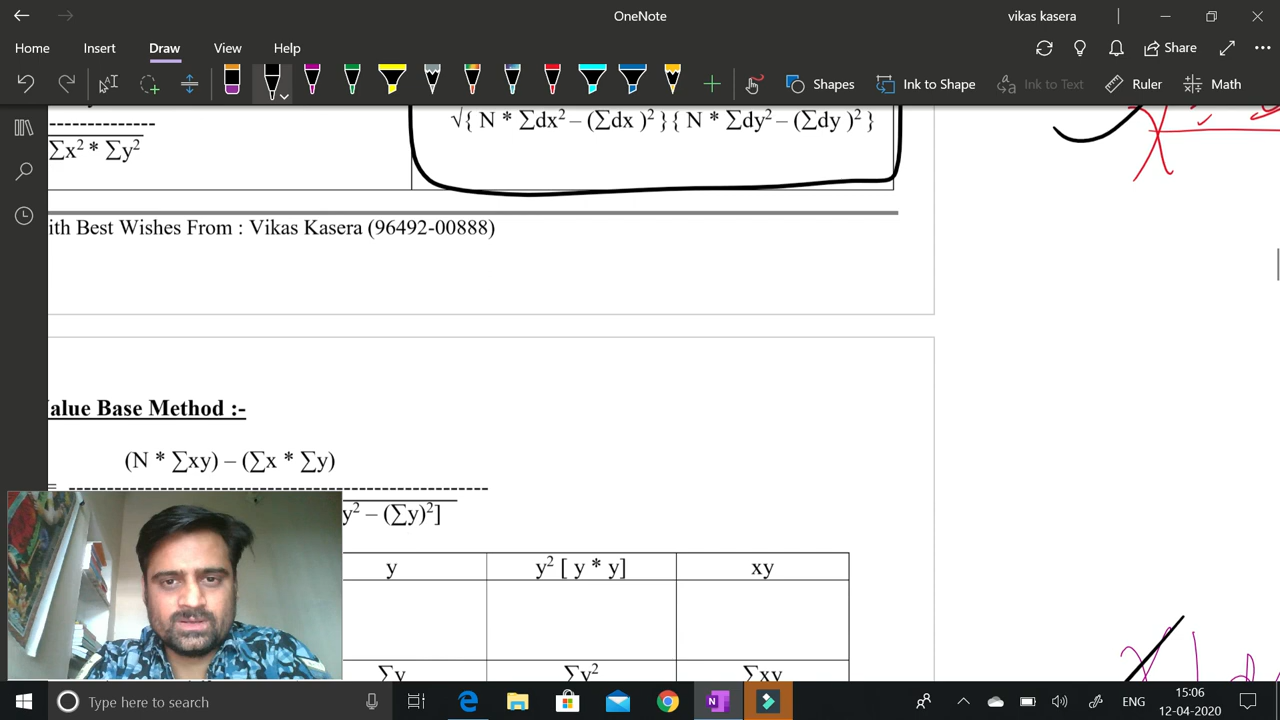 OneNote
vikas kasera
Home Insert Draw View Help
Share
Shapes Ink to Shape Ink to Text Ruler Math
√{ N * ∑dx² – (∑dx )² }{ N * ∑dy² – (∑dy )² }
---------------
∑x² * ∑y²
ith Best Wishes From : Vikas Kasera (96492-00888)
alue Base Method :-
(N * ∑xy) – (∑x * ∑y)
= --------------------------------------------------------
y² – (∑y)²]
y y² [ y * y] xy
∑y ∑y² ∑xy
Type here to search
ENG
15:06
12-04-2020